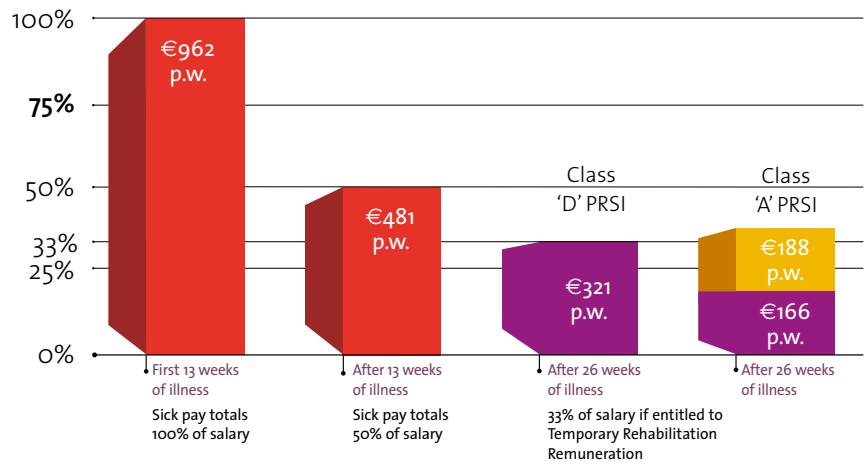 100%
75%
50%
33%
25%
0%
€962
p.w.
€481
p.w.
Class
‘D’ PRSI
€321
p.w.
Class
‘A’ PRSI
€188
p.w.
€166
p.w.
First 13 weeks
of illness
Sick pay totals
100% of salary
After 13 weeks
of illness
Sick pay totals
50% of salary
After 26 weeks
of illness
33% of salary if entitled to
Temporary Rehabilitation
Remuneration
After 26 weeks
of illness